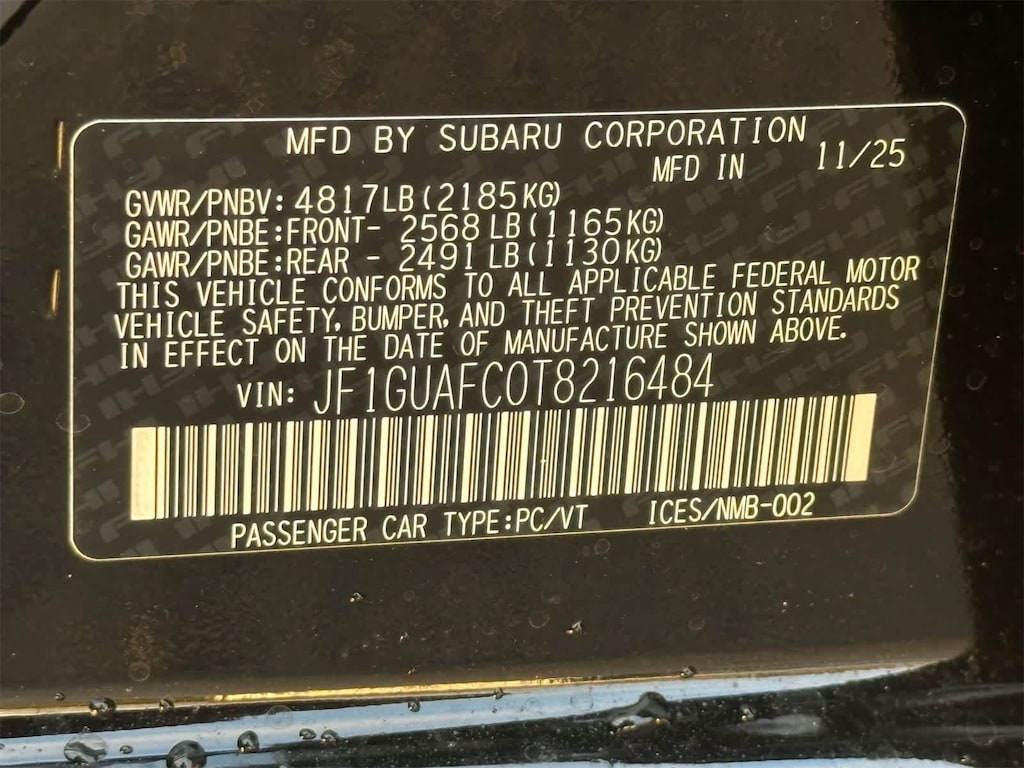 MFD BY SUBARU CORPORATION
MFD IN 11/25
GVWR/PNBV: 4817LB(2185KG)
GAWR/PNBE:FRONT- 2568LB(1165KG)
GAWR/PNBE:REAR - 2491LB(1130KG)
THIS VEHICLE CONFORMS TO ALL APPLICABLE FEDERAL MOTOR
VEHICLE SAFETY, BUMPER, AND THEFT PREVENTION STANDARDS
IN EFFECT ON THE DATE OF MANUFACTURE SHOWN ABOVE.
VIN: JF1GUAFC0T8216484
PASSENGER CAR TYPE:PC/VT ICES/NMB-002